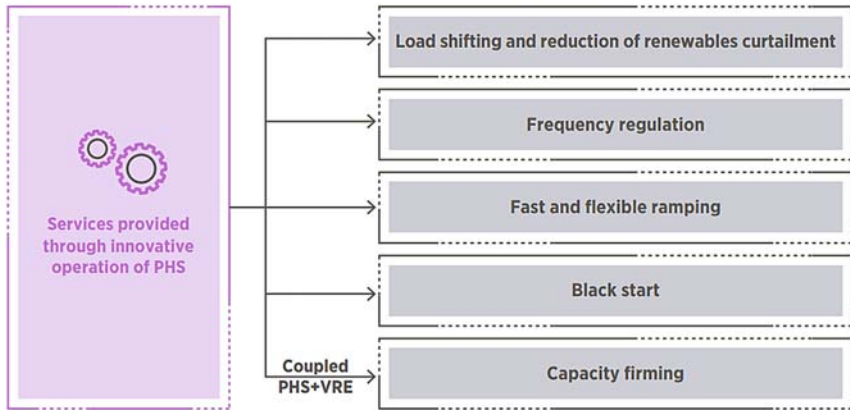 Services provided
through innovative
operation of PHS
Load shifting and reduction of renewables curtailment
Frequency regulation
Fast and flexible ramping
Black start
Coupled
PHS+VRE
Capacity firming